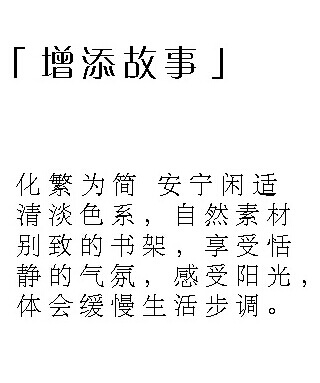 「增添故事」
化繁为简 安宁闲适
清淡色系，自然素材
别致的书架，享受恬
静的气氛，感受阳光，
体会缓慢生活步调。